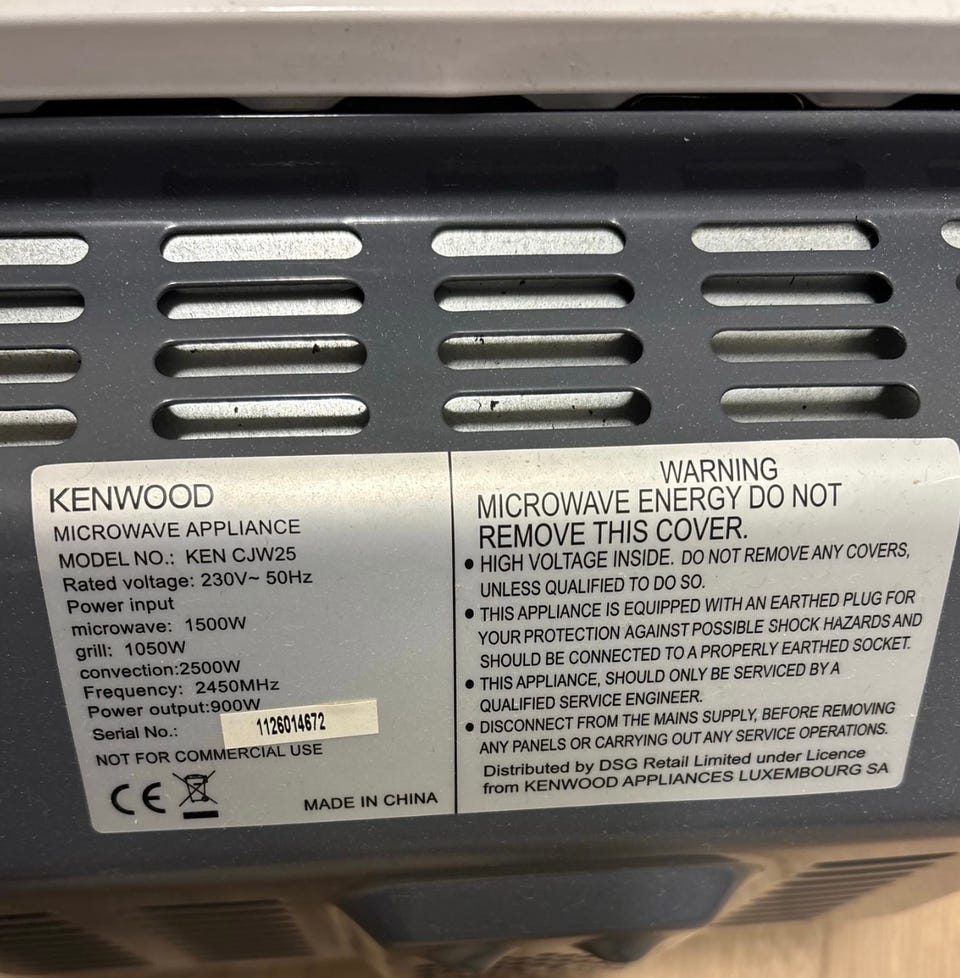 KENWOOD
MICROWAVE APPLIANCE
MODEL NO.: KEN CJW25
Rated voltage: 230V~ 50Hz
Power input
microwave: 1500W
grill: 1050W
convection:2500W
Frequency: 2450MHz
Power output:900W
Serial No.: 1126014672
NOT FOR COMMERCIAL USE
CE
MADE IN CHINA
WARNING
MICROWAVE ENERGY DO NOT
REMOVE THIS COVER.
• HIGH VOLTAGE INSIDE. DO NOT REMOVE ANY COVERS,
UNLESS QUALIFIED TO DO SO.
• THIS APPLIANCE IS EQUIPPED WITH AN EARTHED PLUG FOR
YOUR PROTECTION AGAINST POSSIBLE SHOCK HAZARDS AND
SHOULD BE CONNECTED TO A PROPERLY EARTHED SOCKET.
• THIS APPLIANCE, SHOULD ONLY BE SERVICED BY A
QUALIFIED SERVICE ENGINEER.
• DISCONNECT FROM THE MAINS SUPPLY, BEFORE REMOVING
ANY PANELS OR CARRYING OUT ANY SERVICE OPERATIONS.
Distributed by DSG Retail Limited under Licence
from KENWOOD APPLIANCES LUXEMBOURG SA